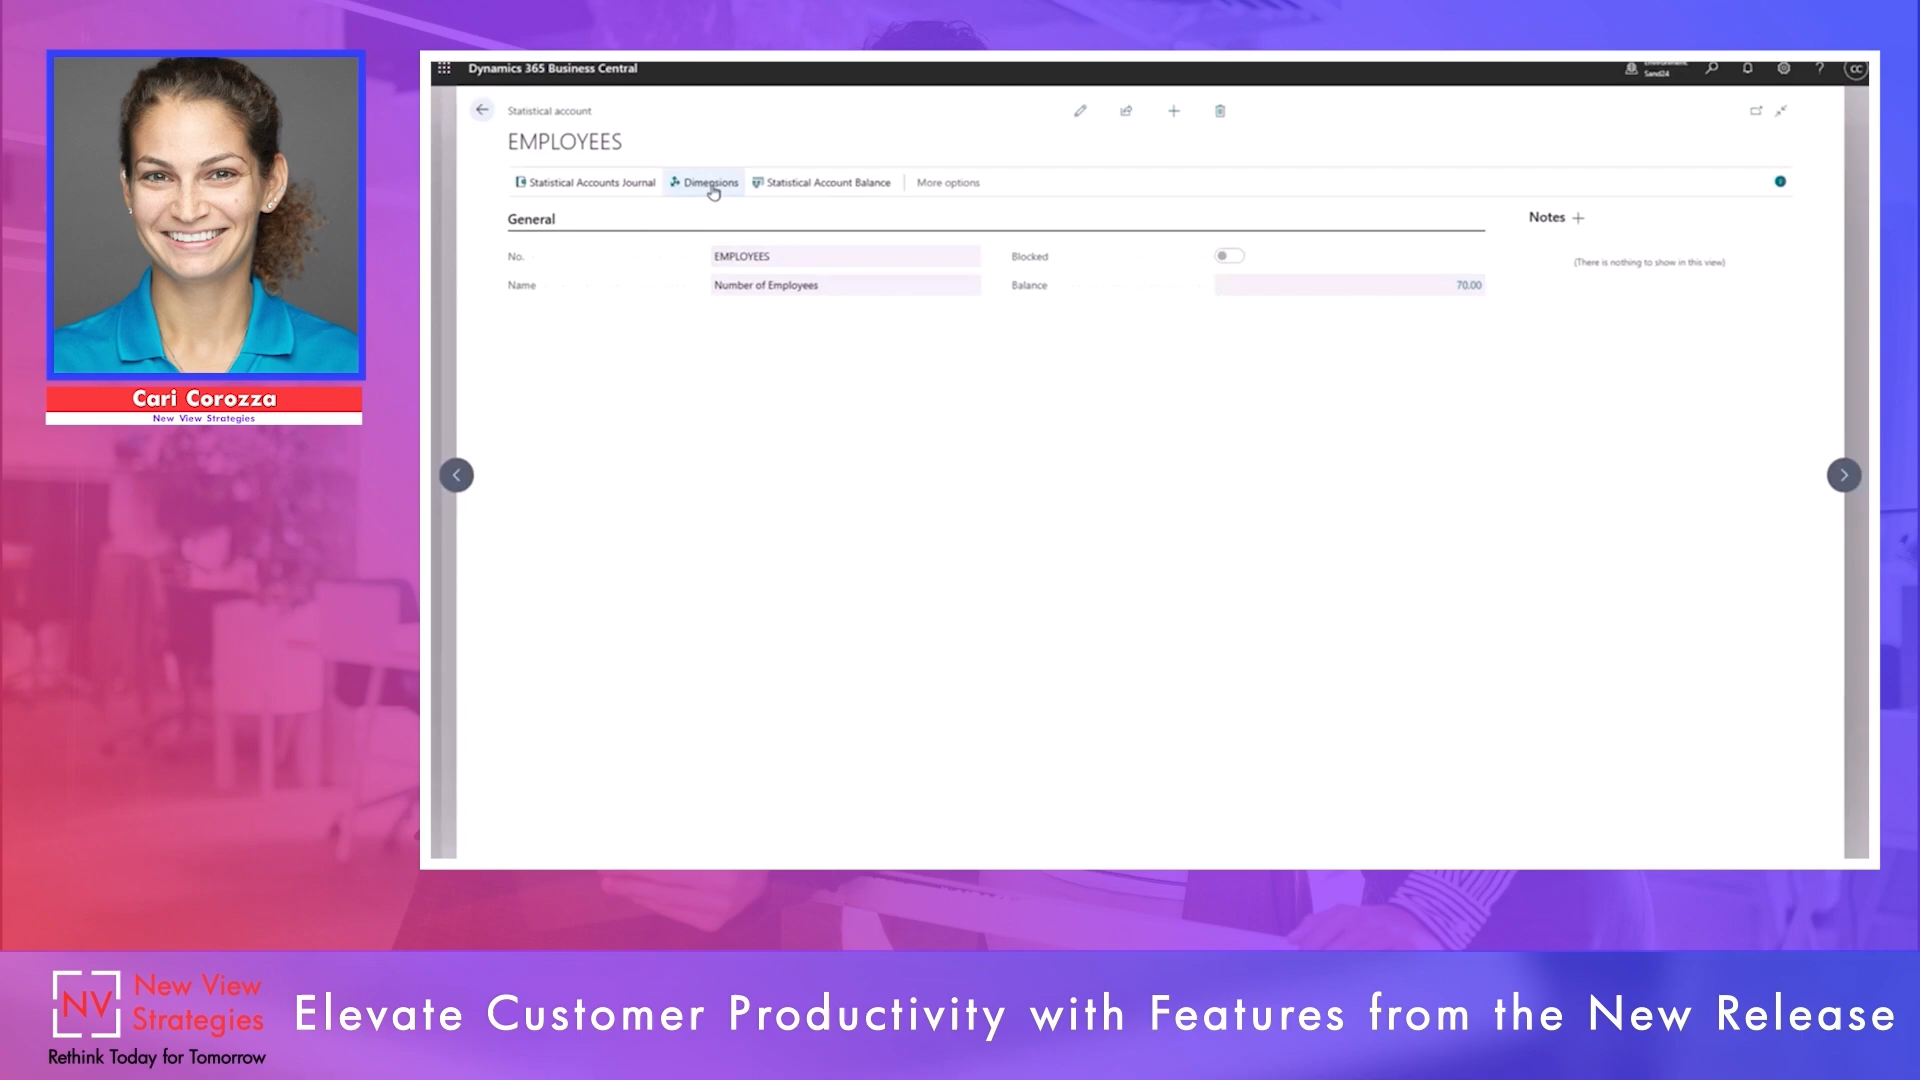 Dynamics 365 Business Central
Sand24
CC
Statistical account
EMPLOYEES
Statistical Accounts Journal
Dimensions
Statistical Account Balance
More options
General
Notes
No.
EMPLOYEES
Blocked
(There is nothing to show in this view)
Name
Number of Employees
Balance
70.00
Cari Corozza
New View Strategies
NV
New View
Strategies
Rethink Today for Tomorrow
Elevate Customer Productivity with Features from the New Release